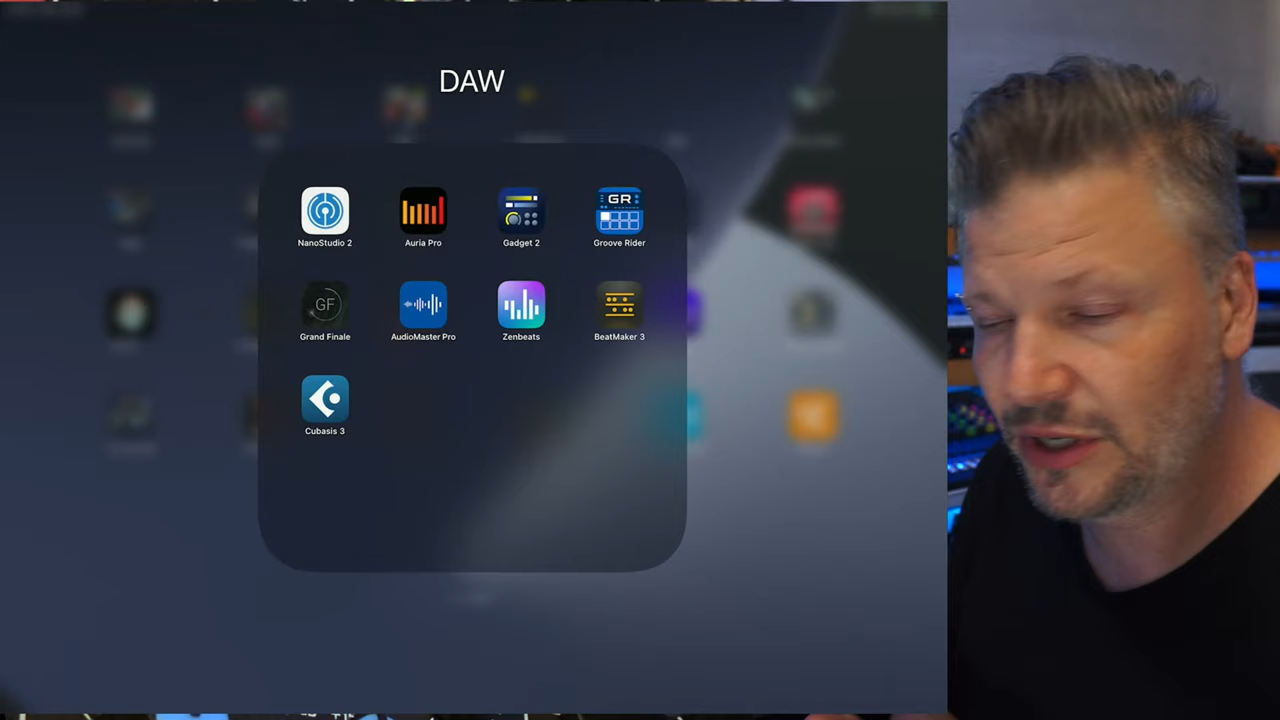 DAW
NanoStudio 2
Auria Pro
Gadget 2
GR
Groove Rider
GF
Grand Finale
AudioMaster Pro
Zenbeats
BeatMaker 3
Cubasis 3